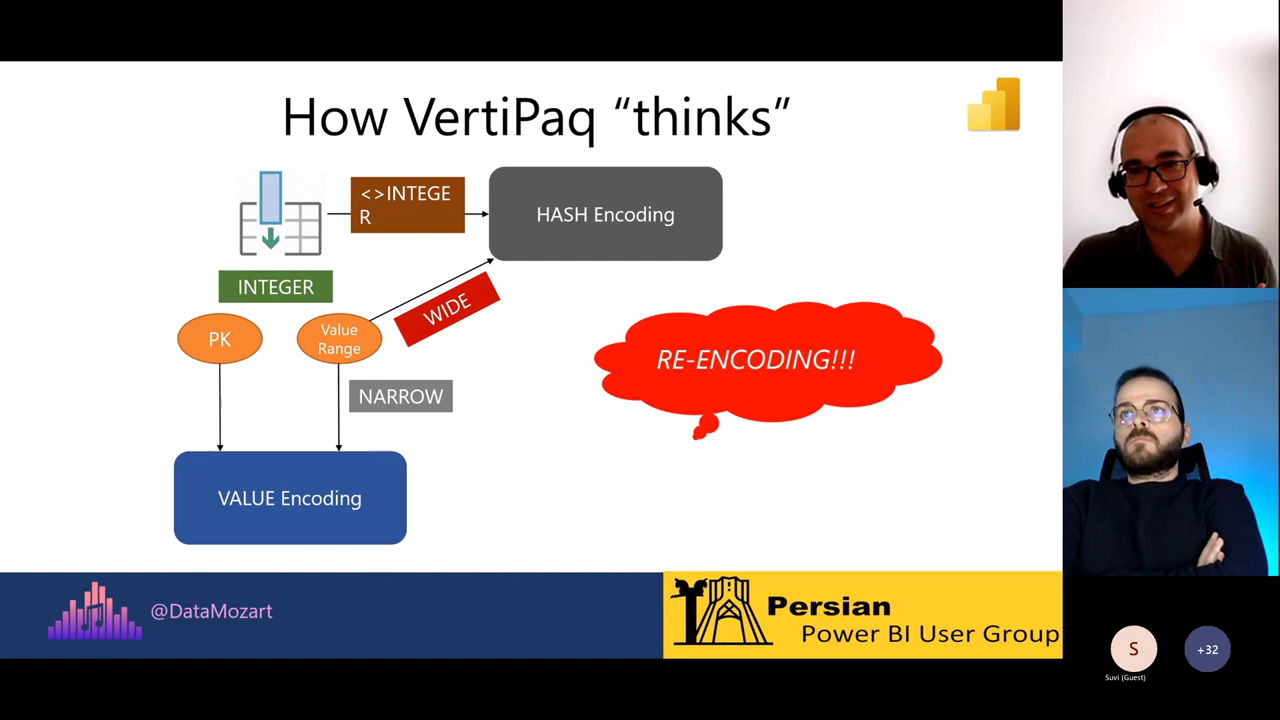 How VertiPaq “thinks”
<>INTEGE
R
HASH Encoding
INTEGER
WIDE
PK
Value
Range
RE-ENCODING!!!
NARROW
VALUE Encoding
@DataMozart
Persian
Power BI User Group
S
+32
Suvi (Guest)